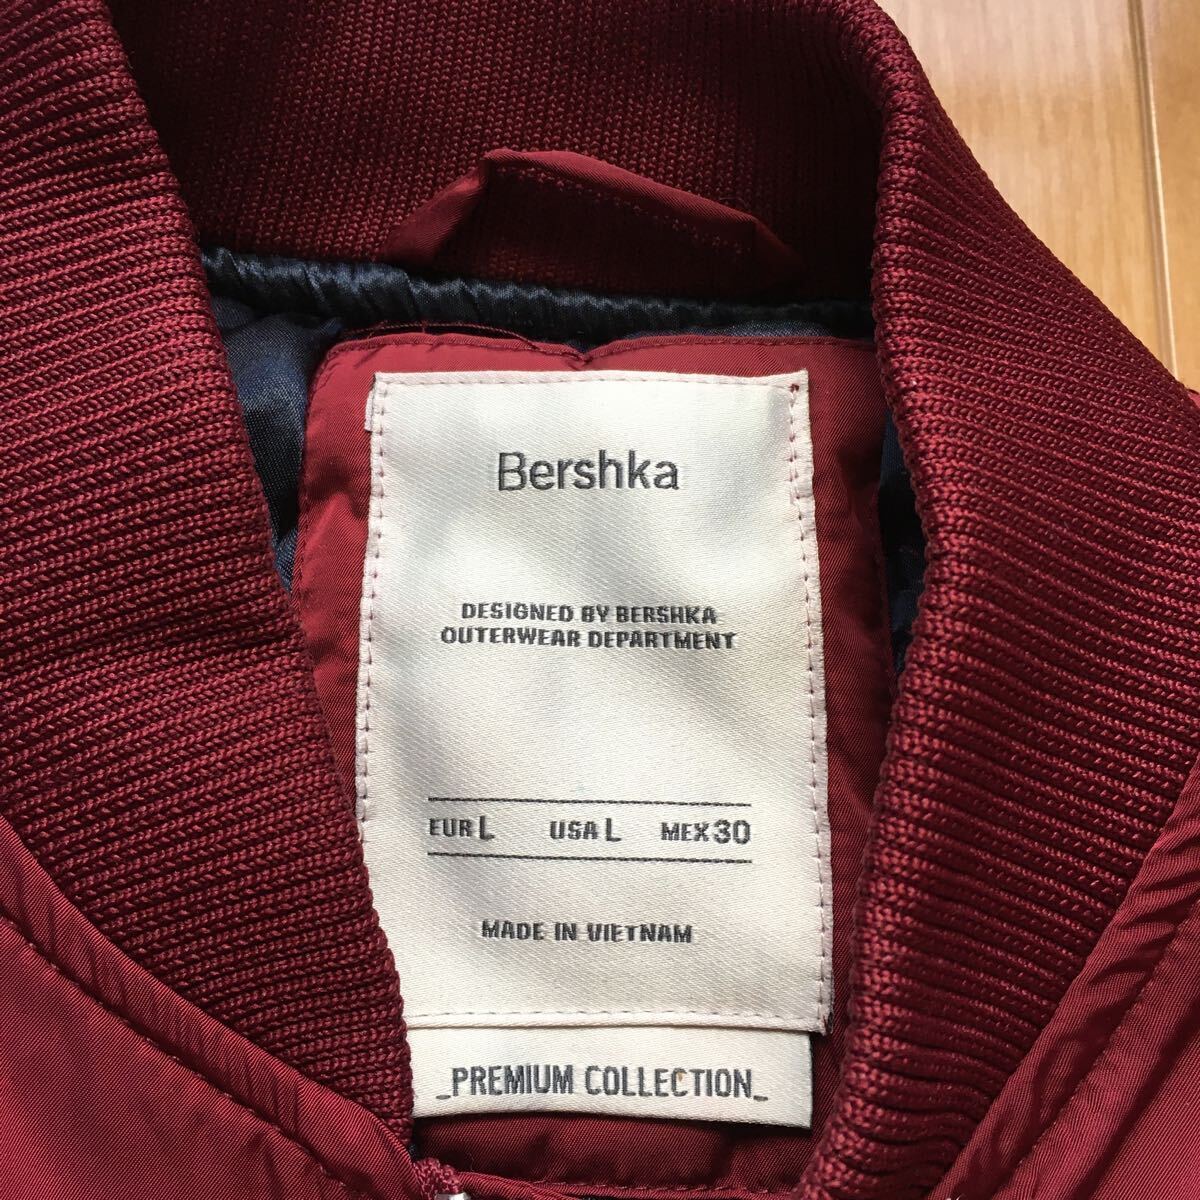 Bershka
DESIGNED BY BERSHKA
OUTERWEAR DEPARTMENT
EUR L USA L MEX 30
MADE IN VIETNAM
_PREMIUM COLLECTION_